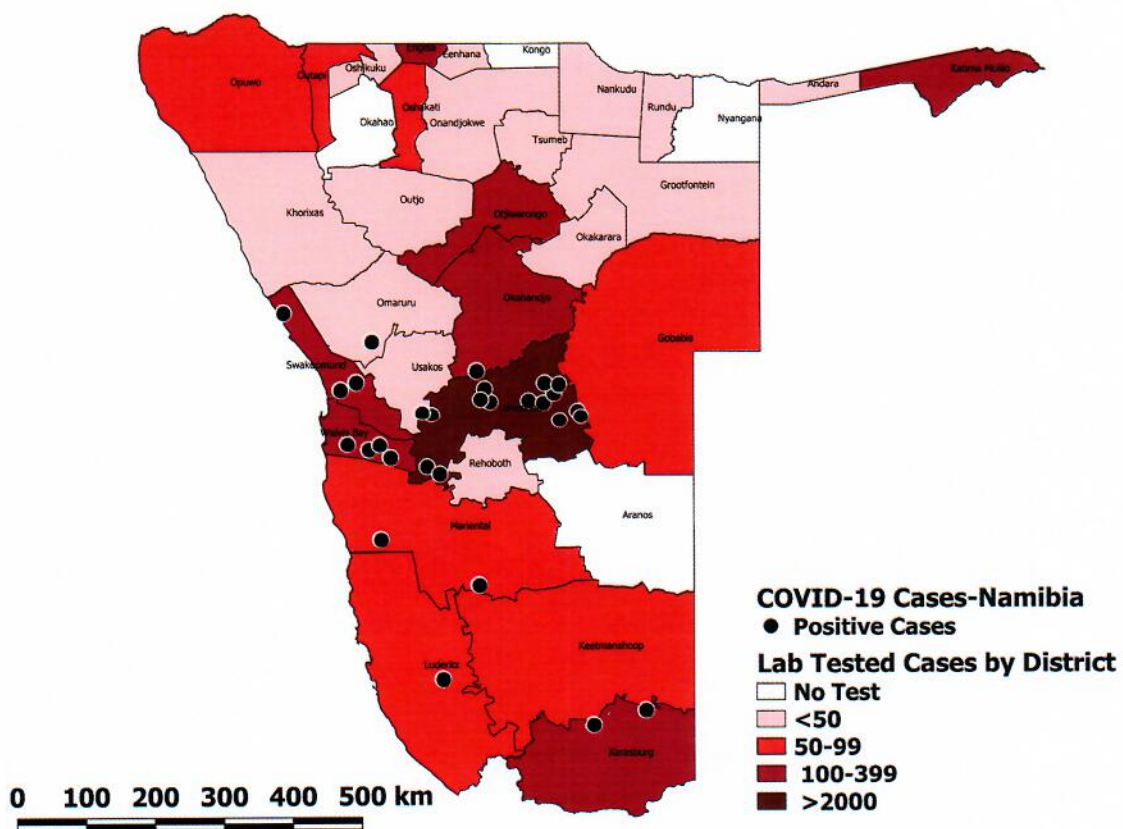 Kongo
Engela
Eenhana
Oshikuku
Outapi
Opuwo
Okahao
Oshakati
Onandjokwe
Nankudu
Rundu
Nyangana
Andara
Katima Mulilo
Tsumeb
Grootfontein
Khorixas
Outjo
Otjiwarongo
Okakarara
Okahandja
Omaruru
Gobabis
Swakopmund
Usakos
Walvis Bay
Rehoboth
Aranos
Mariental
Keetmanshoop
Luderitz
Karasburg
COVID-19 Cases-Namibia
Positive Cases
Lab Tested Cases by District
No Test
<50
50-99
100-399
>2000
0 100 200 300 400 500 km